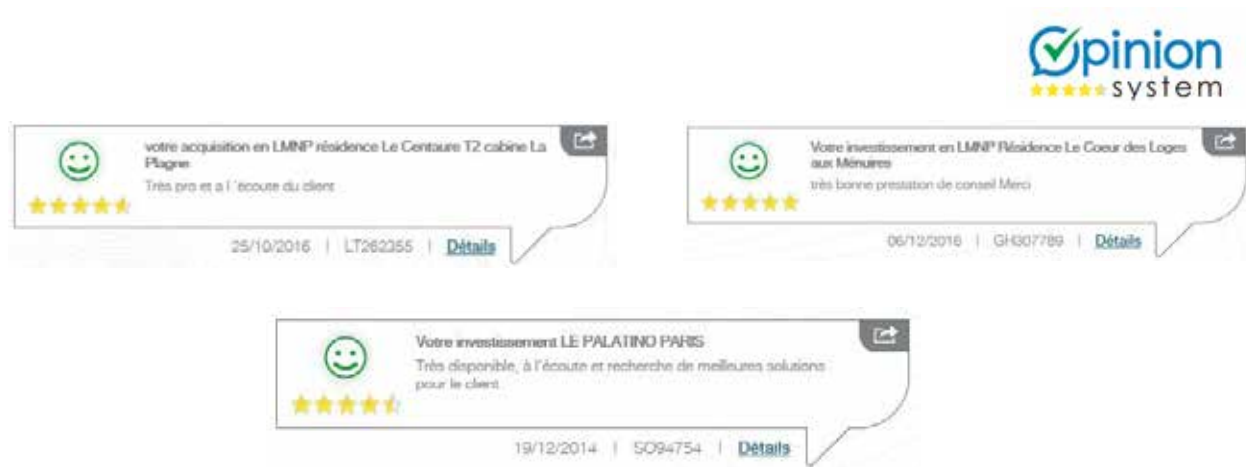 Opinion
system
votre acquisition en LMNP résidence Le Centaure T2 cabine La
Plagne
Très pro et a l 'écoute du client
25/10/2016 | LT262355 | Détails
Votre investissement en LMNP Résidence Le Coeur des Loges
aux Ménuires
très bonne prestation de conseil Merci
06/12/2016 | GH307789 | Détails
Votre investissement LE PALATINO PARIS
Très disponible, à l'écoute et recherche de meilleures solutions
pour le client
19/12/2014 | SO94754 | Détails